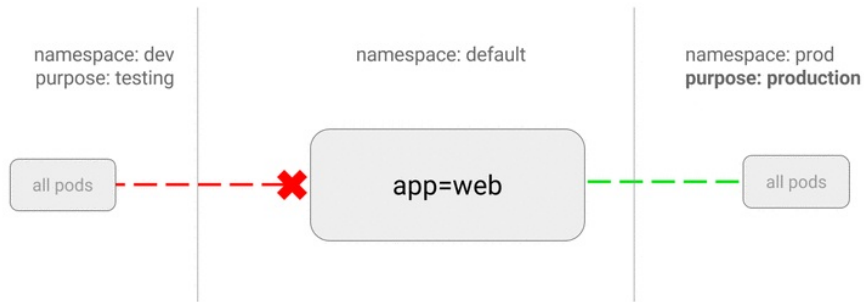 namespace: dev
purpose: testing
namespace: default
namespace: prod
purpose: production
all pods
app=web
all pods